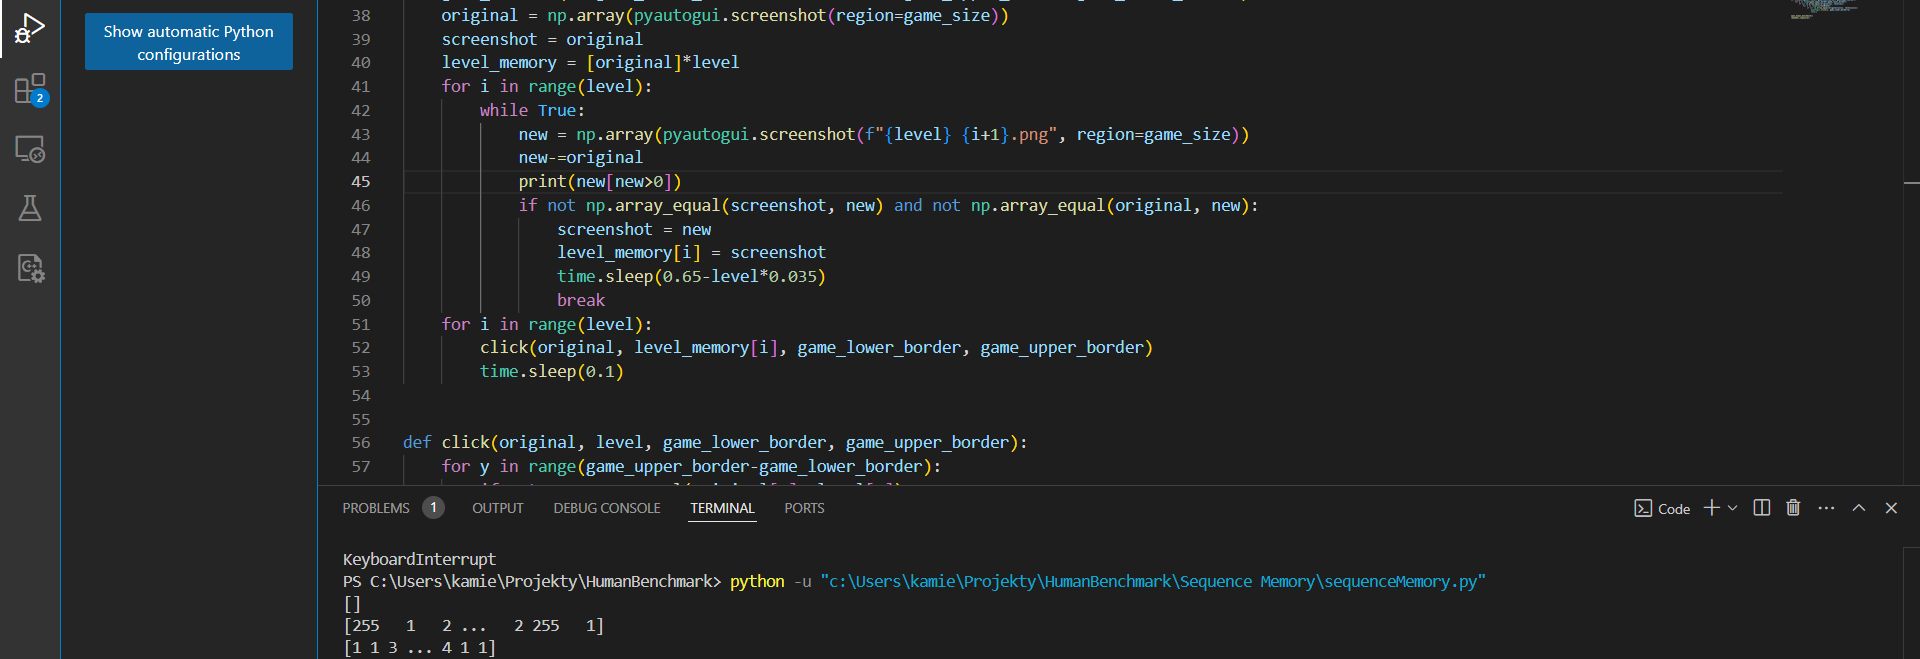 Show automatic Python
configurations
2
38 original = np.array(pyautogui.screenshot(region=game_size))
39 screenshot = original
40 level_memory = [original]*level
41 for i in range(level):
42 while True:
43 new = np.array(pyautogui.screenshot(f"{level} {i+1}.png", region=game_size))
44 new-=original
45 print(new[new>0])
46 if not np.array_equal(screenshot, new) and not np.array_equal(original, new):
47 screenshot = new
48 level_memory[i] = screenshot
49 time.sleep(0.65-level*0.035)
50 break
51 for i in range(level):
52 click(original, level_memory[i], game_lower_border, game_upper_border)
53 time.sleep(0.1)
54
55
56 def click(original, level, game_lower_border, game_upper_border):
57 for y in range(game_upper_border-game_lower_border):
PROBLEMS 1 OUTPUT DEBUG CONSOLE TERMINAL PORTS Code
KeyboardInterrupt
PS C:\Users\kamie\Projekty\HumanBenchmark> python -u "c:\Users\kamie\Projekty\HumanBenchmark\Sequence Memory\sequenceMemory.py"
[]
[255 1 2 ... 2 255 1]
[1 1 3 ... 4 1 1]